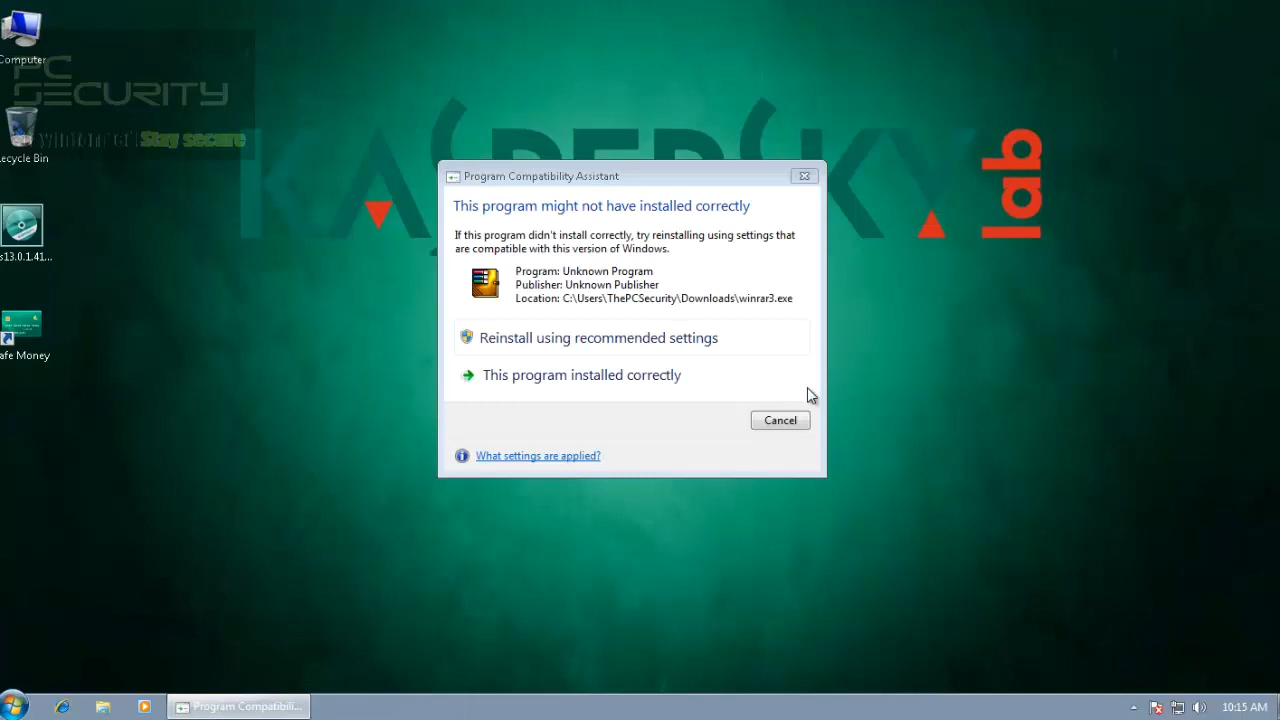 Computer
PC
SECURITY
Stay secure
KASPERSKY lab
ecycle Bin
s13.0.1.41...
afe Money
Program Compatibility Assistant
This program might not have installed correctly
If this program didn't install correctly, try reinstalling using settings that
are compatible with this version of Windows.
Program: Unknown Program
Publisher: Unknown Publisher
Location: C:\Users\ThePCSecurity\Downloads\winrar3.exe
Reinstall using recommended settings
This program installed correctly
Cancel
What settings are applied?
Program Compatibili...
10:15 AM